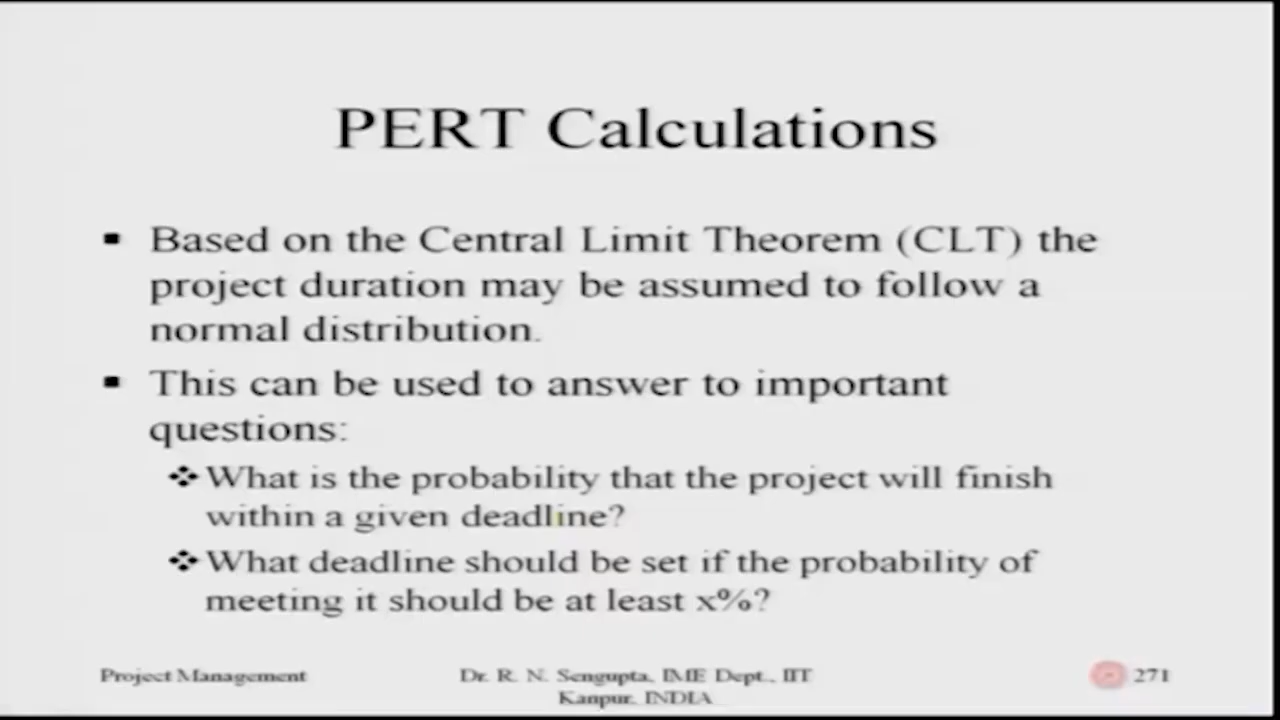 PERT Calculations
▪ Based on the Central Limit Theorem (CLT) the
project duration may be assumed to follow a
normal distribution.
▪ This can be used to answer to important
questions:
❖ What is the probability that the project will finish
within a given deadline?
❖ What deadline should be set if the probability of
meeting it should be at least x%?
Project Management
Dr. R. N. Sengupta, IME Dept., IIT
Kanpur, INDIA
271